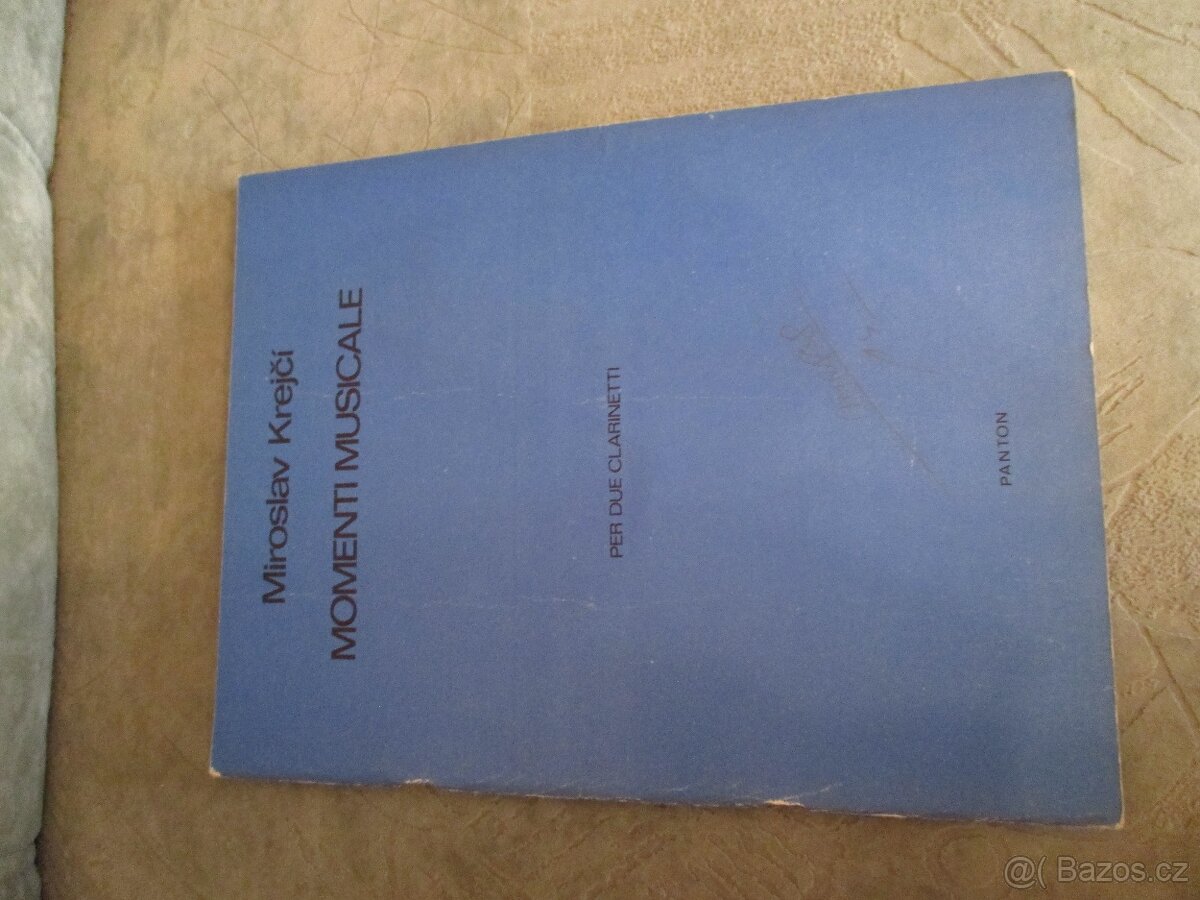 Miroslav Krejčí
MOMENTI MUSICALE
PER DUE CLARINETTI
PANTON
@( Bazos.cz